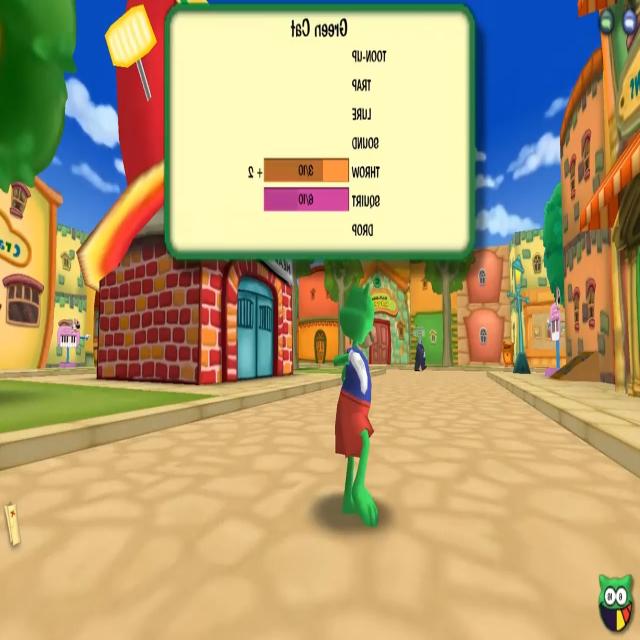 Green Cat
TOON-UP
TRAP
LURE
SOUND
THROW 3/10 + 2
SQUIRT 6/10
DROP